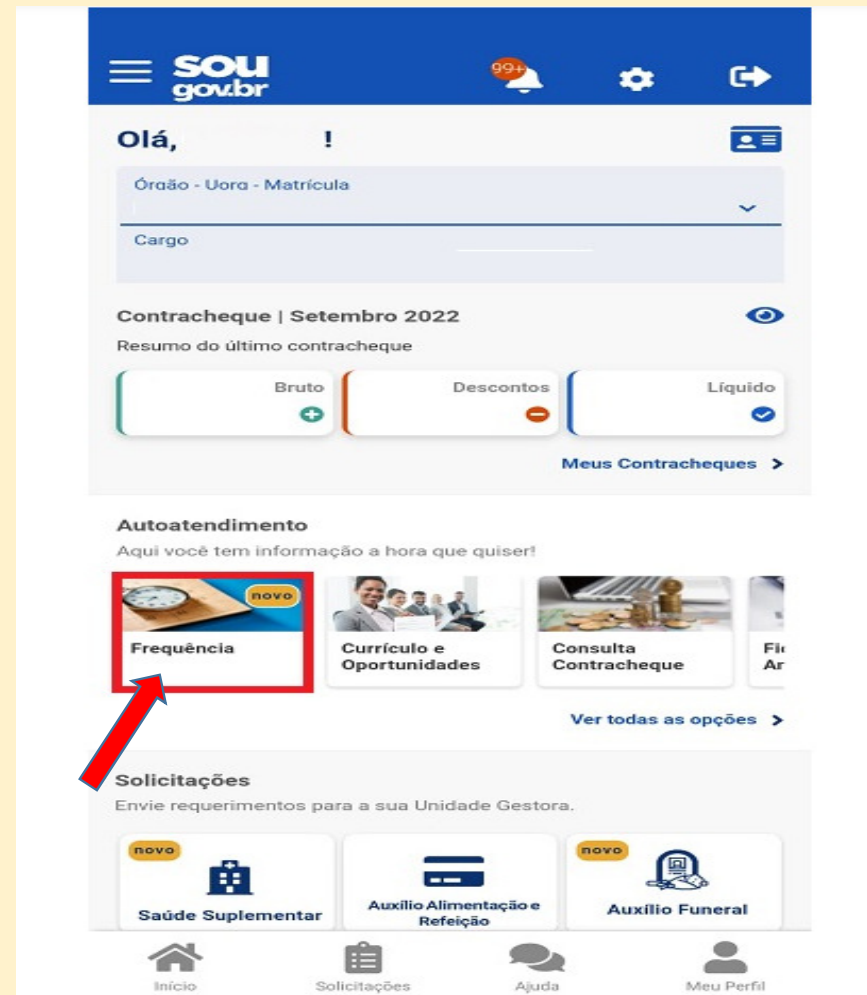 sou
gov.br
99+
Olá, !
Órgão - Uorg - Matrícula
Cargo
Contracheque | Setembro 2022
Resumo do último contracheque
Bruto Descontos Líquido
Meus Contracheques >
Autoatendimento
Aqui você tem informação a hora que quiser!
novo
Frequência
Currículo e
Oportunidades
Consulta
Contracheque
Ver todas as opções >
Solicitações
Envie requerimentos para a sua Unidade Gestora.
novo
Saúde Suplementar
Auxílio Alimentação e
Refeição
novo
Auxílio Funeral
Início Solicitações Ajuda Meu Perfil